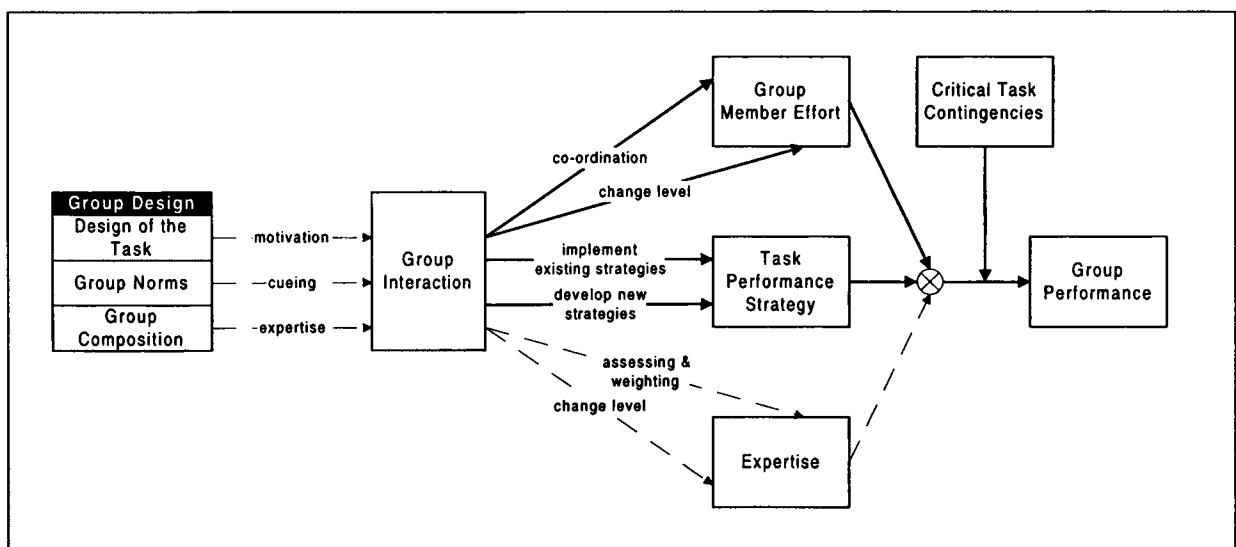 Group Design
Design of the
Task
Group Norms
Group
Composition
motivation
cueing
expertise
Group
Interaction
co-ordination
change level
implement
existing strategies
develop new
strategies
assessing &
weighting
change level
Group
Member Effort
Task
Performance
Strategy
Expertise
Critical Task
Contingencies
Group
Performance